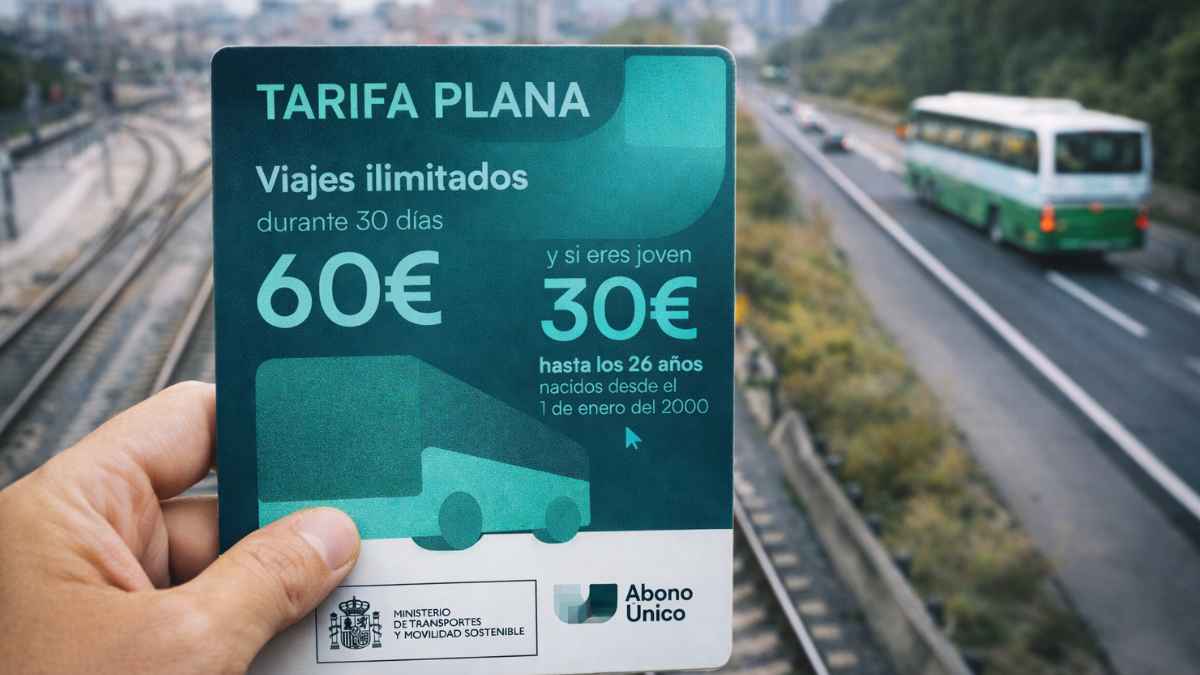 TARIFA PLANA
Viajes ilimitados
durante 30 días
60€
y si eres joven
30€
hasta los 26 años
nacidos desde el
1 de enero del 2000
MINISTERIO
DE TRANSPORTES
Y MOVILIDAD SOSTENIBLE
Abono
Único